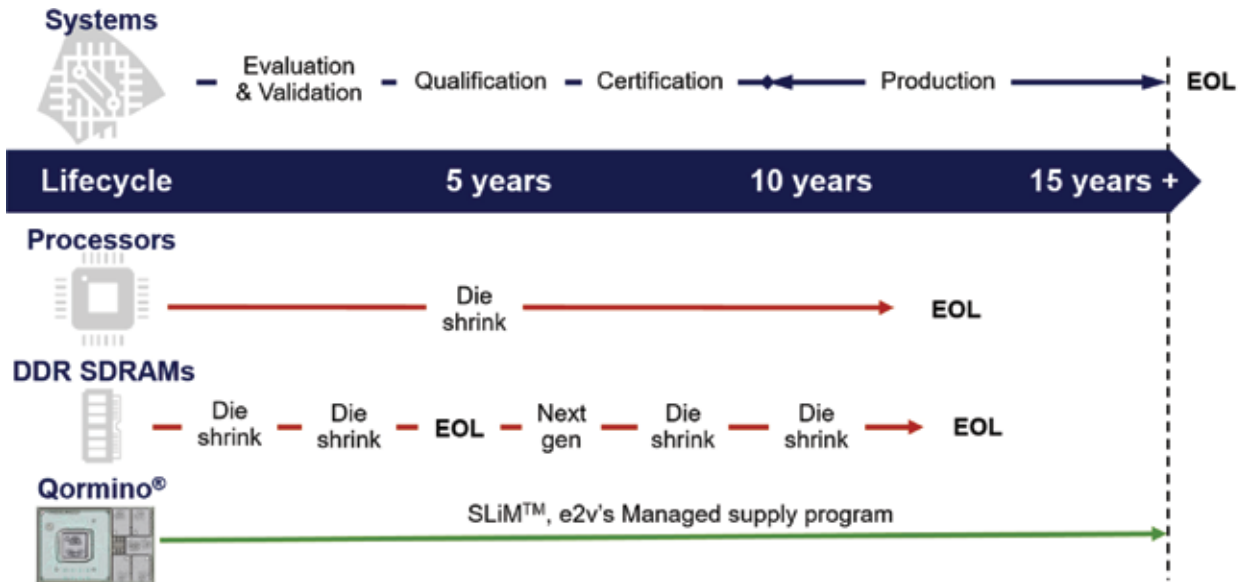 Systems
Evaluation
& Validation
Qualification
Certification
Production
EOL
Lifecycle
5 years
10 years
15 years +
Processors
Die
shrink
EOL
DDR SDRAMs
Die
shrink
Die
shrink
EOL
Next
gen
Die
shrink
Die
shrink
EOL
Qormino®
SLiM™, e2v's Managed supply program